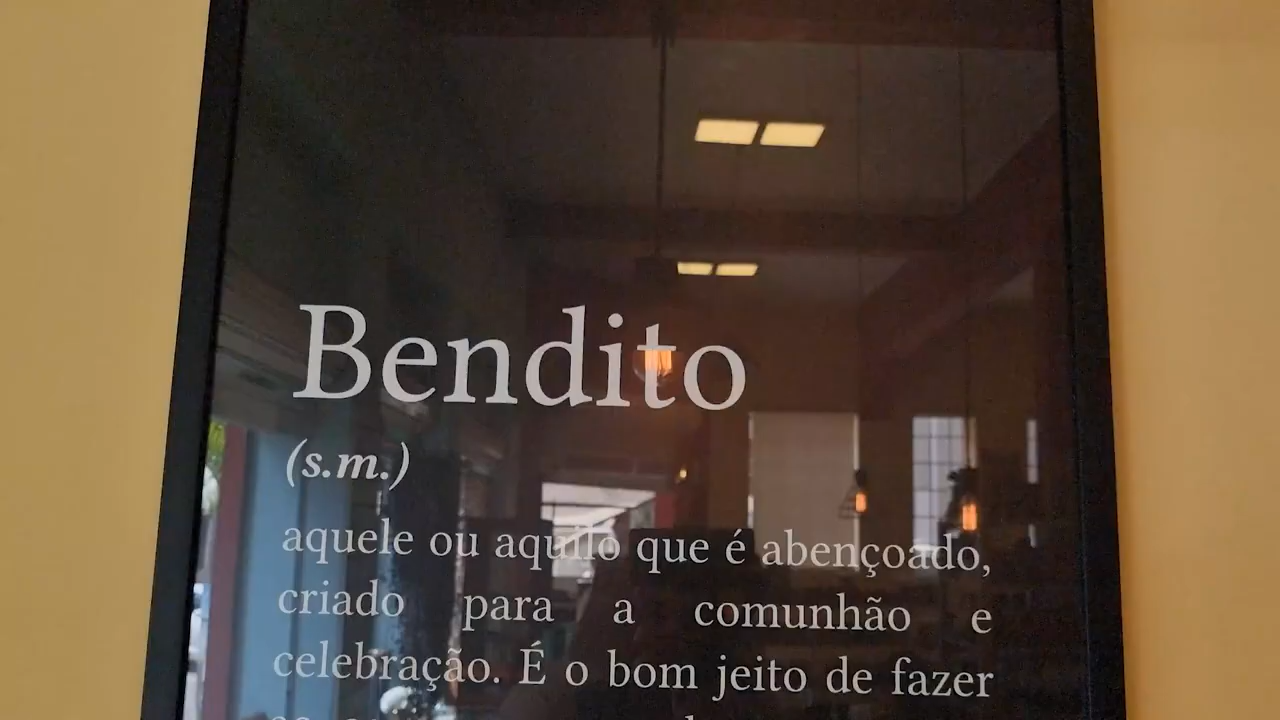 Bendito
(s.m.)
aquele ou aquilo que é abençoado,
criado para a comunhão e
celebração. É o bom jeito de fazer